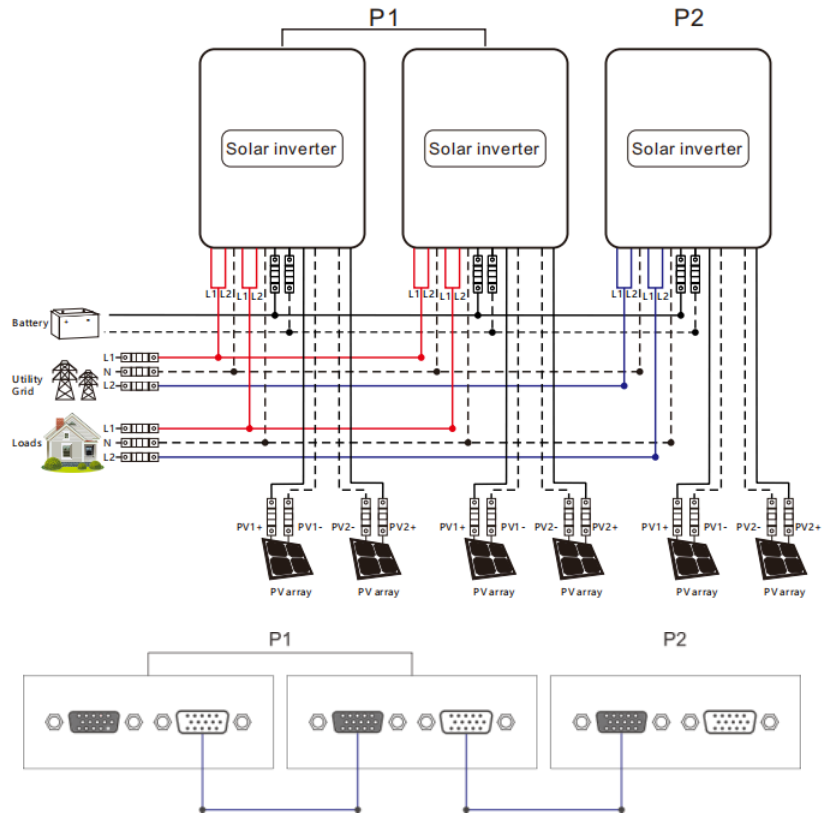 P1 P2
Solar inverter Solar inverter Solar inverter
L1 L2 L1 L2 L1 L2 L1 L2 L1 L2 L1 L2
Battery
L1
N
Utility
Grid
L2
L1
Loads N
L2
PV1+ PV1- PV2- PV2+ PV1+ PV1- PV2- PV2+ PV1+ PV1- PV2- PV2+
PV array PV array PV array PV array PV array PV array
P1 P2